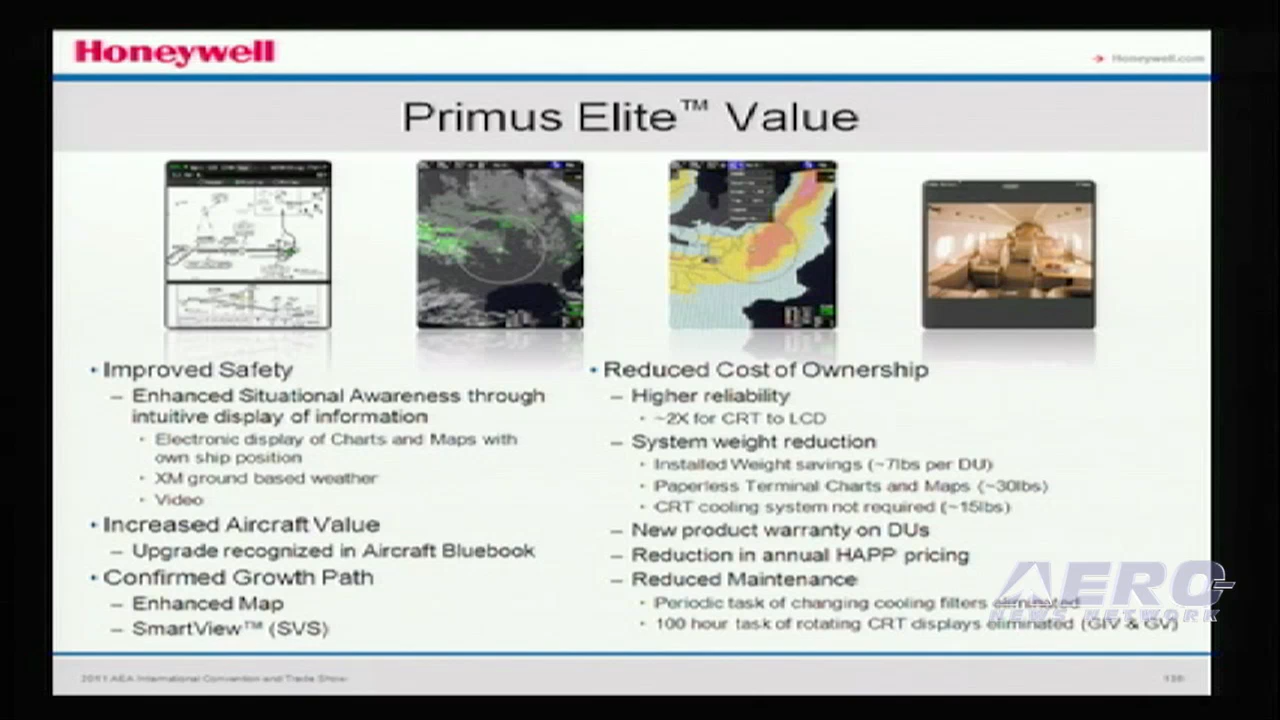 Honeywell
Honeywell.com
Primus Elite™ Value
• Improved Safety
– Enhanced Situational Awareness through
intuitive display of information
• Electronic display of Charts and Maps with
own ship position
• XM ground based weather
• Video
• Increased Aircraft Value
– Upgrade recognized in Aircraft Bluebook
• Confirmed Growth Path
– Enhanced Map
– SmartView™ (SVS)
• Reduced Cost of Ownership
– Higher reliability
• ~2X for CRT to LCD
– System weight reduction
• Installed Weight savings (~7lbs per DU)
• Paperless Terminal Charts and Maps (~30lbs)
• CRT cooling system not required (~15lbs)
– New product warranty on DUs
– Reduction in annual HAPP pricing
– Reduced Maintenance
• Periodic task of changing cooling filters eliminated
• 100 hour task of rotating CRT displays eliminated (GIV & GV)
AERO
NEWS NETWORK
2011 AEA International Convention and Trade Show